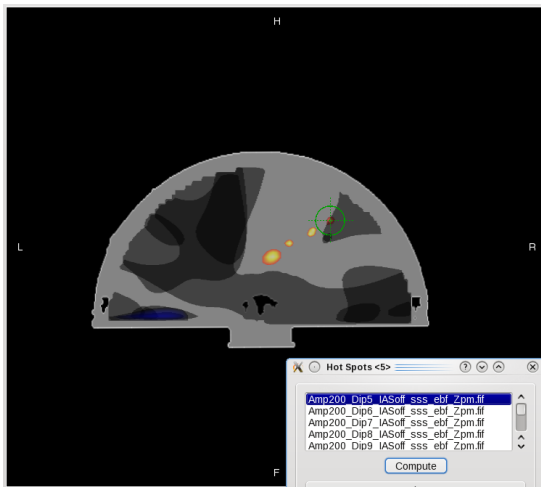 H
L
R
F
Hot Spots <5>
Amp200_Dip5_IASoff_sss_ebf_Zpm.fif
Amp200_Dip6_IASoff_sss_ebf_Zpm.fif
Amp200_Dip7_IASoff_sss_ebf_Zpm.fif
Amp200_Dip8_IASoff_sss_ebf_Zpm.fif
Amp200_Dip9_IASoff_sss_ebf_Zpm.fif
Compute